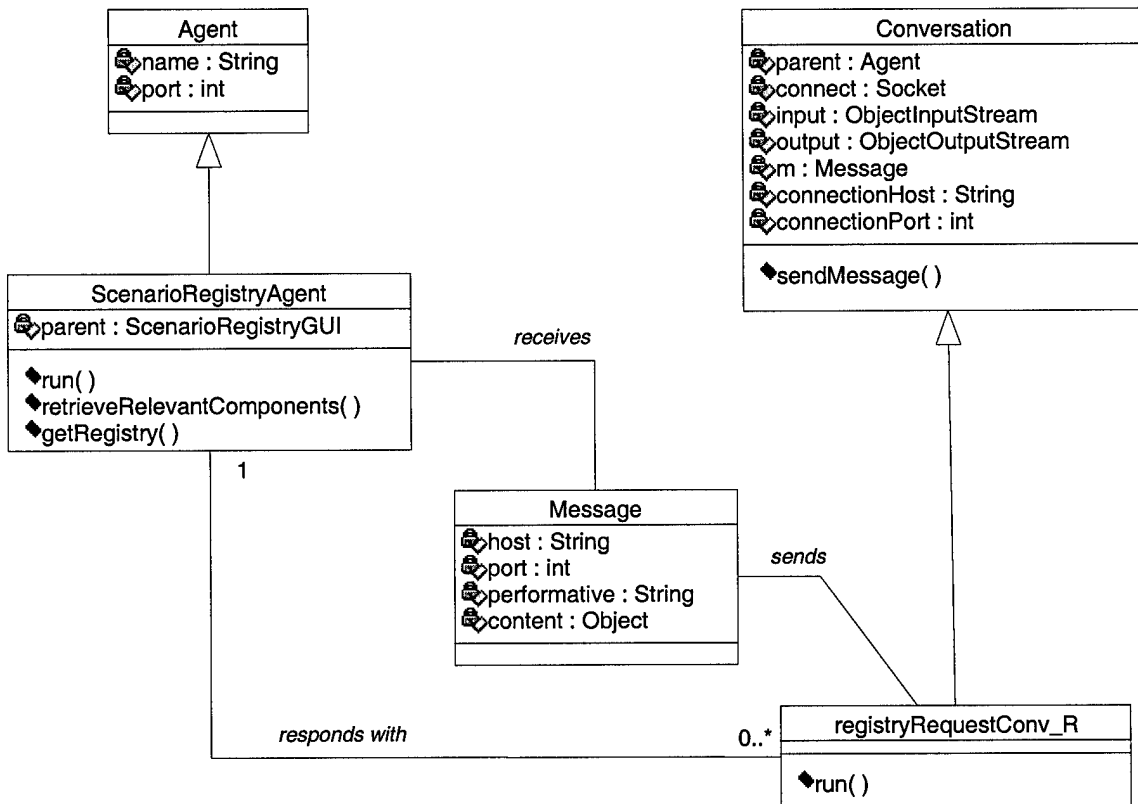 Agent
name : String
port : int
Conversation
parent : Agent
connect : Socket
input : ObjectInputStream
output : ObjectOutputStream
m : Message
connectionHost : String
connectionPort : int
sendMessage( )
ScenarioRegistryAgent
parent : ScenarioRegistryGUI
run( )
retrieveRelevantComponents( )
getRegistry( )
receives
1
Message
host : String
port : int
performative : String
content : Object
sends
responds with
0..*
registryRequestConv_R
run( )